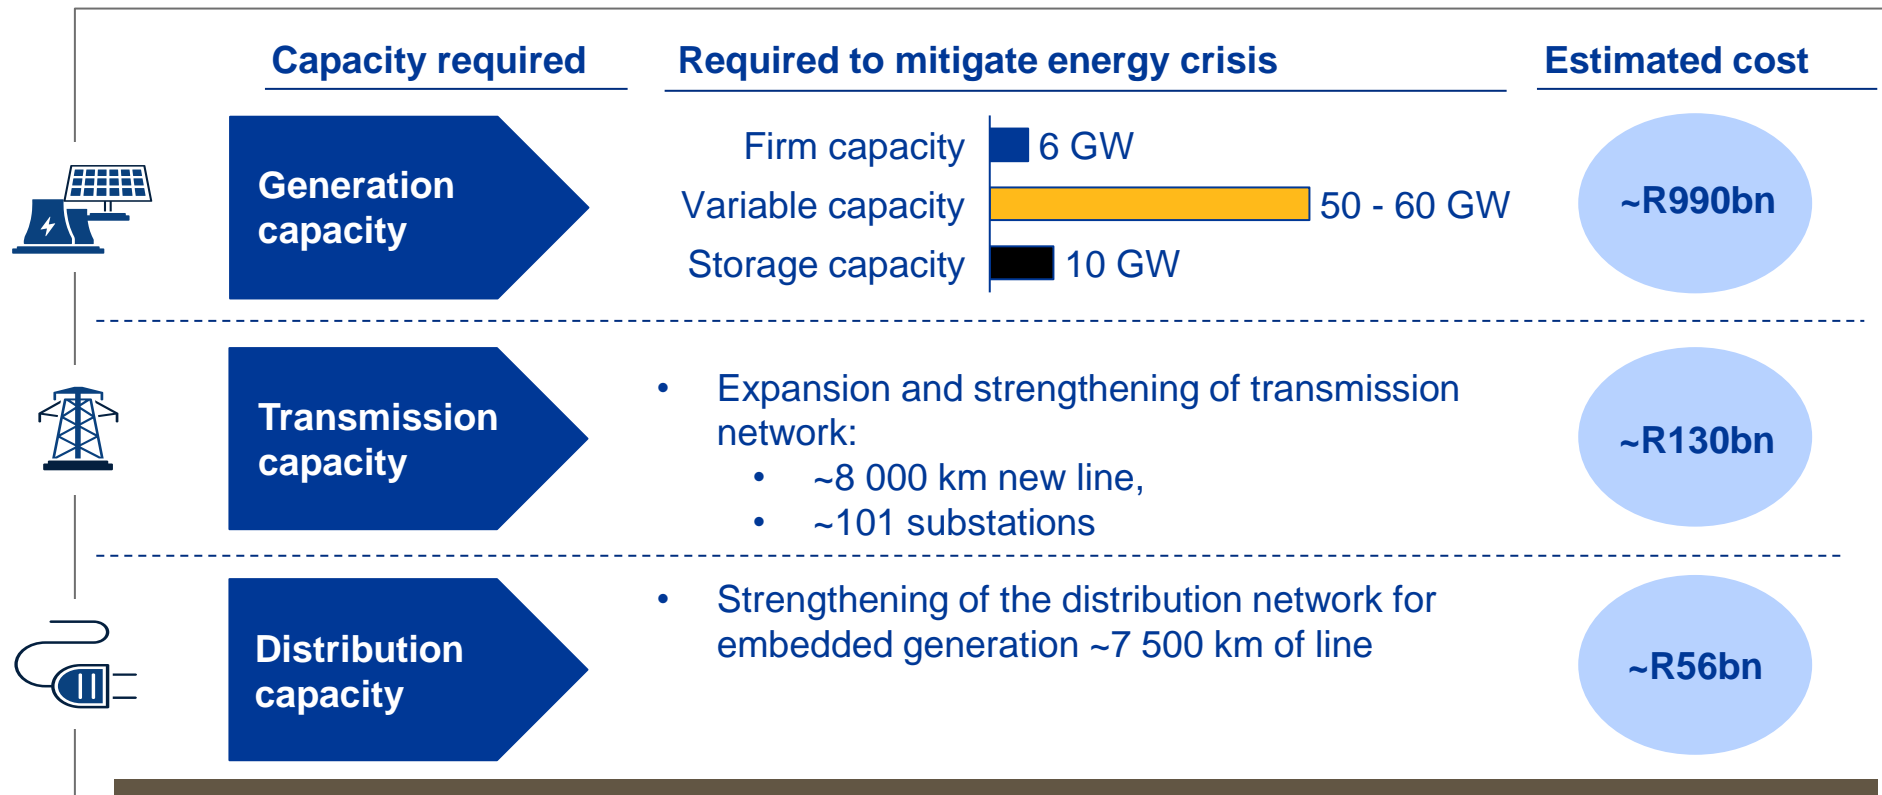 Capacity required
Required to mitigate energy crisis
Estimated cost
Generation
capacity
Firm capacity
6 GW
Variable capacity
50 - 60 GW
Storage capacity
10 GW
~R990bn
Transmission
capacity
• Expansion and strengthening of transmission
network:
• ~8 000 km new line,
• ~101 substations
~R130bn
Distribution
capacity
• Strengthening of the distribution network for
embedded generation ~7 500 km of line
~R56bn